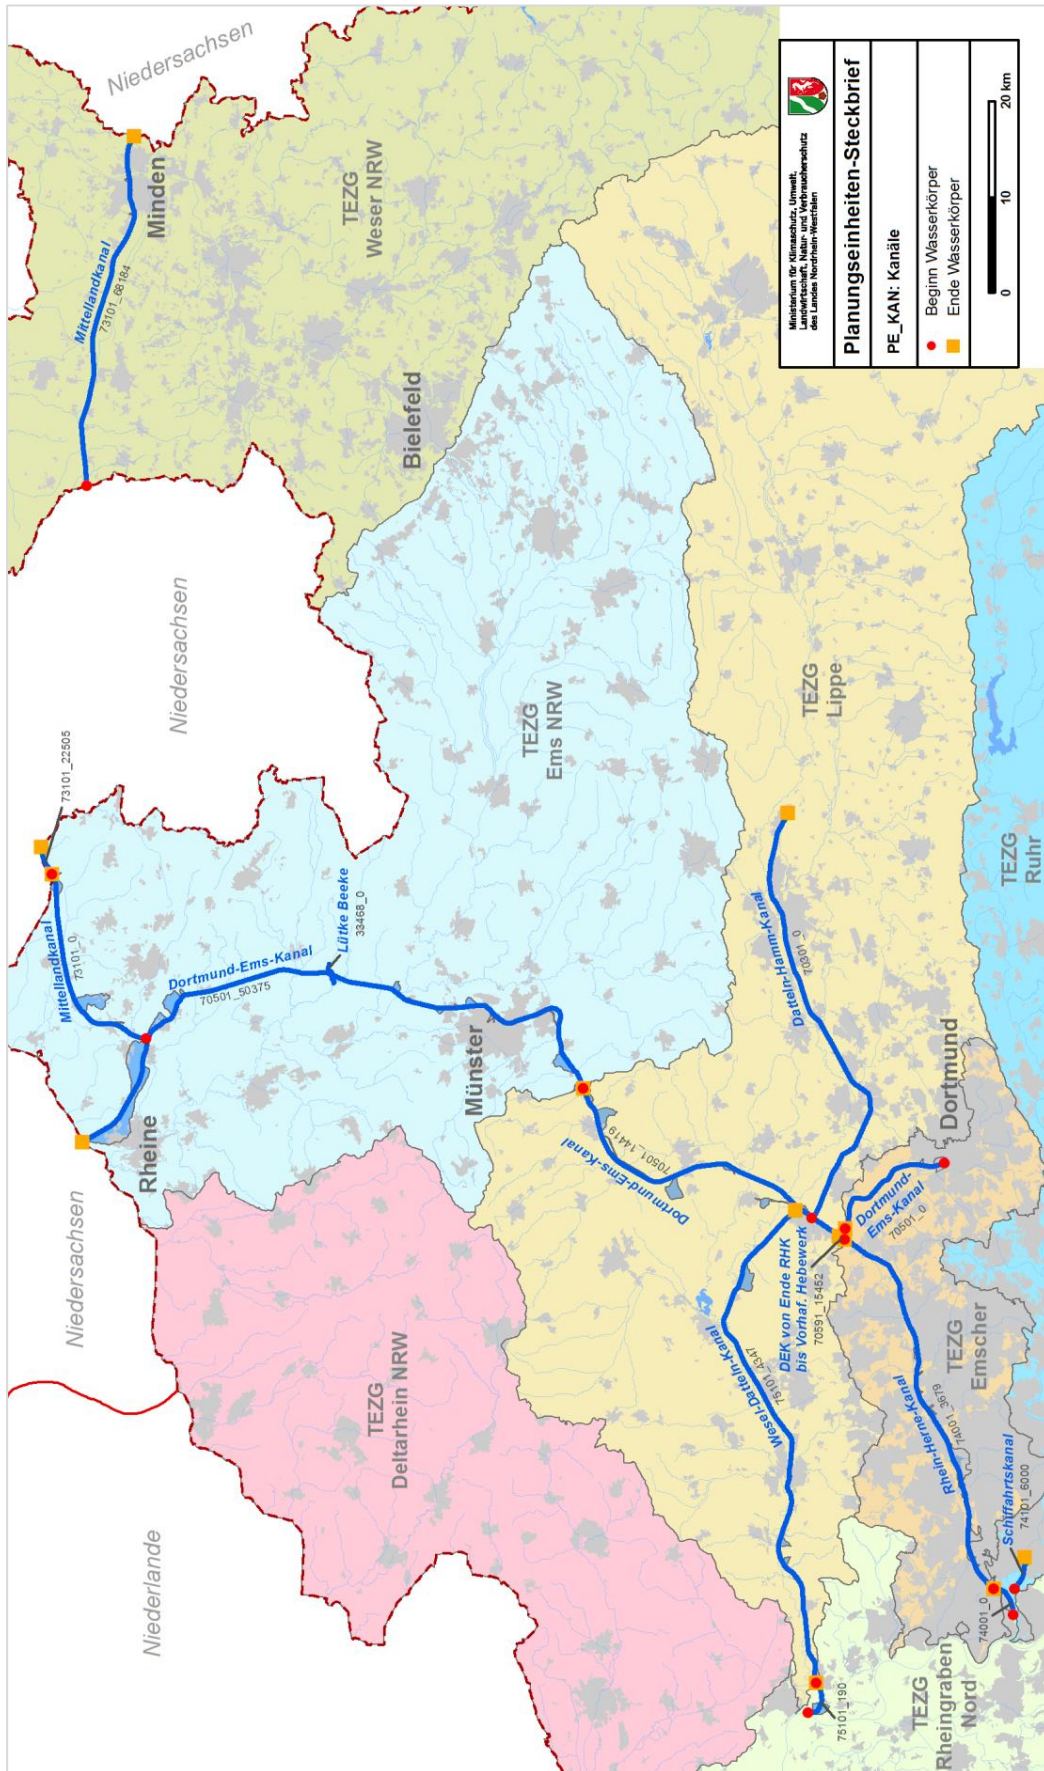 Niederlande
Niedersachsen
Niedersachsen
Niedersachsen
TEZG
Deltarhein NRW
Rheine
Mittellandkanal
73101_0
73101_22505
Dortmund-Ems-Kanal
70501_50375
Lütke Beeke
33468_0
Münster
TEZG
Ems NRW
Mittellandkanal
73101_68184
Minden
TEZG
Weser NRW
Bielefeld
Dortmund-Ems-Kanal
70501_14419
Wesel-Datteln-Kanal
75101_4347
75101_190
DEK von Ende RHK
bis Vorhaf. Hebewerk
70591_15452
Datteln-Hamm-Kanal
70301_0
TEZG
Lippe
Dortmund-
Ems-Kanal
70501_0
Dortmund
Rhein-Herne-Kanal
74001_3679
TEZG
Emscher
Schiffahrtskanal
74101_6000
74001_0
TEZG
Rheingraben
Nord
TEZG
Ruhr
Ministerium für Klimaschutz, Umwelt,
Landwirtschaft, Natur- und Verbraucherschutz
des Landes Nordrhein-Westfalen
Planungseinheiten-Steckbrief
PE_KAN: Kanäle
Beginn Wasserkörper
Ende Wasserkörper
0 10 20 km